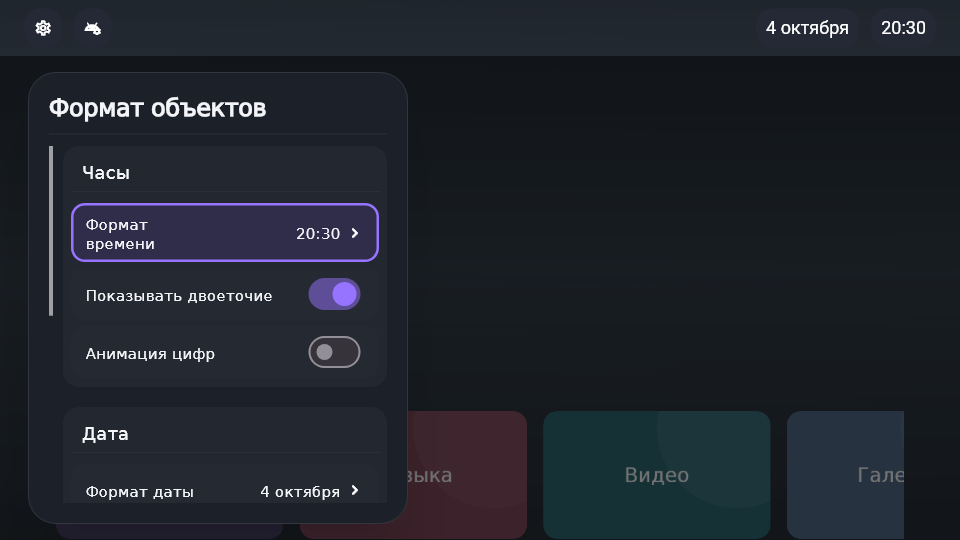 4 октября 20:30
Формат объектов
Часы
Формат
времени
20:30
Показывать двоеточие
Анимация цифр
Дата
Формат даты 4 октября
Видео